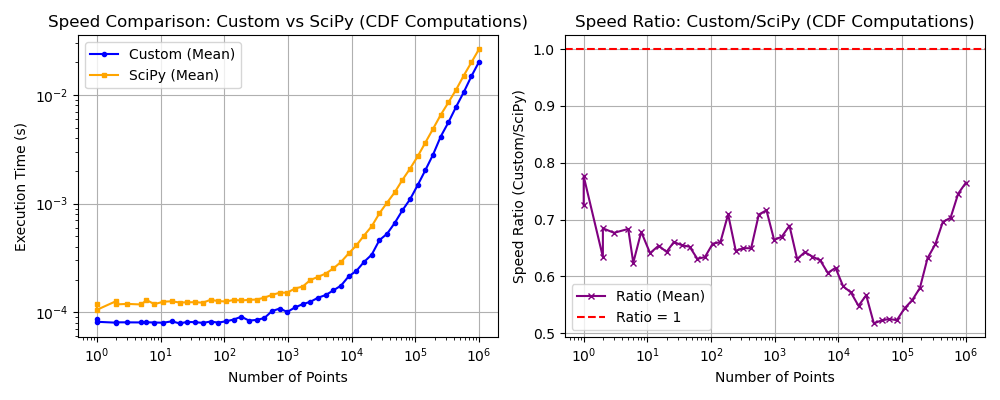 Speed Comparison: Custom vs SciPy (CDF Computations)
Execution Time (s)
10⁻²
10⁻³
10⁻⁴
Custom (Mean)
SciPy (Mean)
10⁰ 10¹ 10² 10³ 10⁴ 10⁵ 10⁶
Number of Points
Speed Ratio: Custom/SciPy (CDF Computations)
Speed Ratio (Custom/SciPy)
1.0
0.9
0.8
0.7
0.6
0.5
Ratio (Mean)
Ratio = 1
10⁰ 10¹ 10² 10³ 10⁴ 10⁵ 10⁶
Number of Points